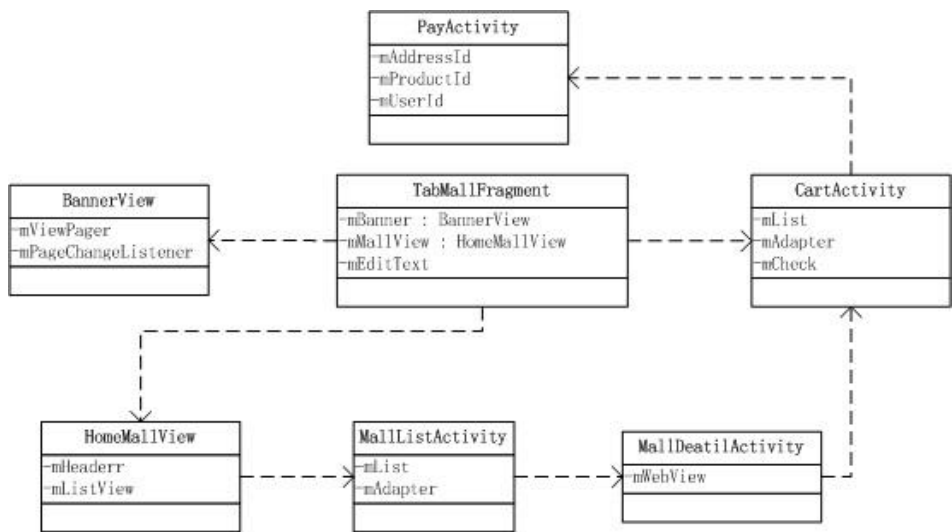 PayActivity
-mAddressId
-mProductId
-mUserId
BannerView
-mViewPager
-mPageChangeListener
TabMallFragment
-mBanner : BannerView
-mMallView : HomeMallView
-mEditText
CartActivity
-mList
-mAdapter
-mCheck
HomeMallView
-mHeaderr
-mListView
MallListActivity
-mList
-mAdapter
MallDeatilActivity
-mWebView